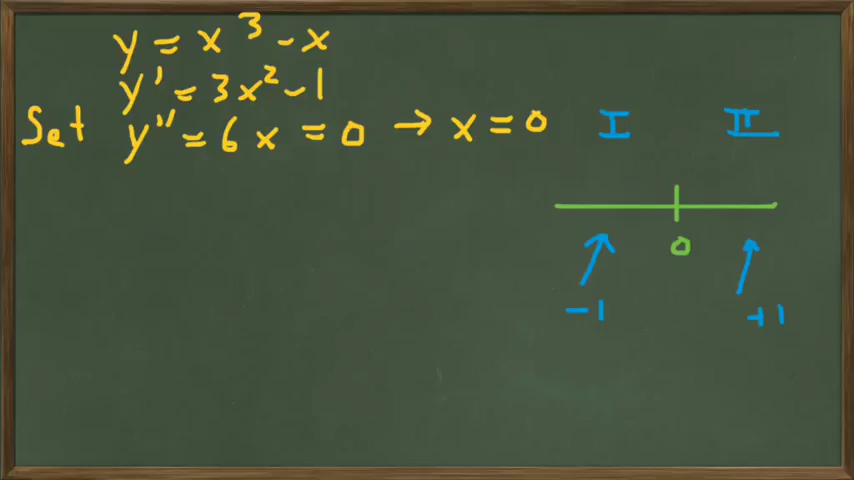 y = x³ - x
y' = 3x² - 1
Set y'' = 6x = 0 → x = 0
I II
0
-1 +1